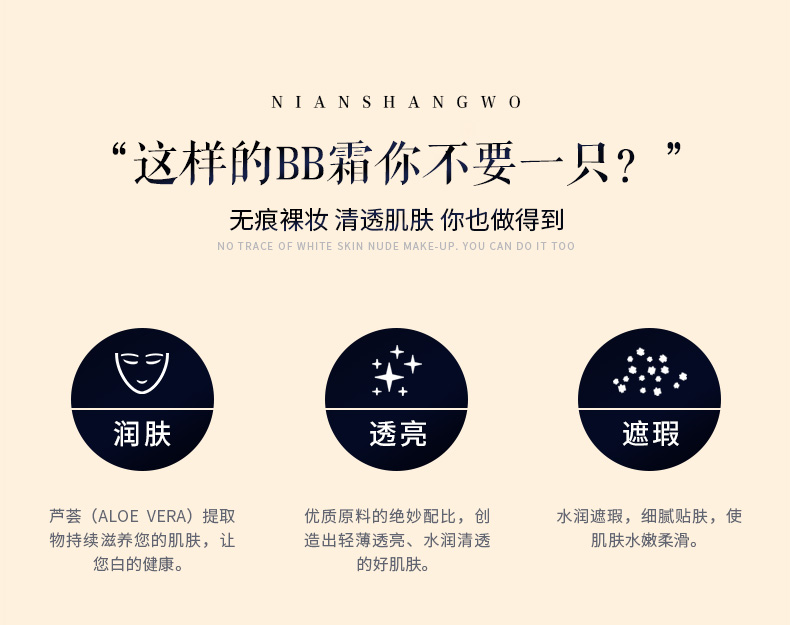 NIANSHANGWO
“这样的BB霜你不要一只？”
无痕裸妆 清透肌肤 你也做得到
NO TRACE OF WHITE SKIN NUDE MAKE-UP. YOU CAN DO IT TOO
润肤
透亮
遮瑕
芦荟（ALOE VERA）提取
物持续滋养您的肌肤，让
您白的健康。
优质原料的绝妙配比，创
造出轻薄透亮、水润清透
的好肌肤。
水润遮瑕，细腻贴肤，使
肌肤水嫩柔滑。